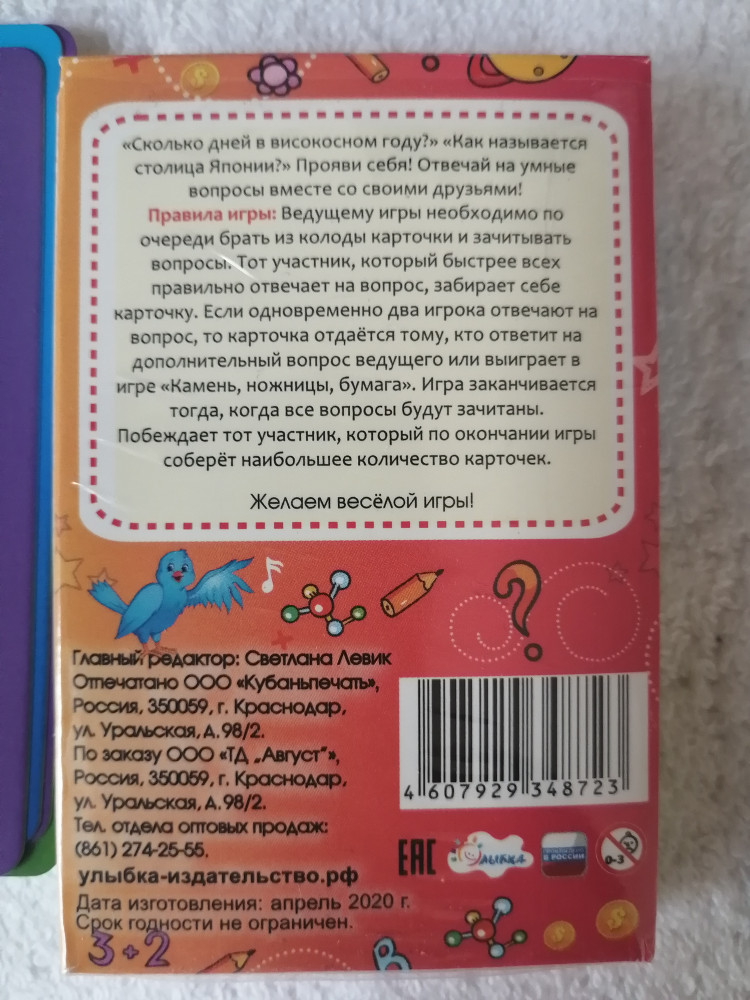 «Сколько дней в високосном году?» «Как называется
столица Японии?» Прояви себя! Отвечай на умные
вопросы вместе со своими друзьями!
Правила игры: Ведущему игры необходимо по
очереди брать из колоды карточки и зачитывать
вопросы. Тот участник, который быстрее всех
правильно отвечает на вопрос, забирает себе
карточку. Если одновременно два игрока отвечают на
вопрос, то карточка отдаётся тому, кто ответит на
дополнительный вопрос ведущего или выиграет в
игре «Камень, ножницы, бумага». Игра заканчивается
тогда, когда все вопросы будут зачитаны.
Побеждает тот участник, который по окончании игры
соберёт наибольшее количество карточек.
Желаем весёлой игры!
?
Главный редактор: Светлана Левик
Отпечатано ООО «Кубаньпечать»,
Россия, 350059, г. Краснодар,
ул. Уральская, д. 98/2.
По заказу ООО «ТД „Август"»,
Россия, 350059, г. Краснодар,
ул. Уральская, д. 98/2.
Тел. отдела оптовых продаж:
(861) 274-25-55.
улыбка-издательство.рф
Дата изготовления: апрель 2020 г.
Срок годности не ограничен.
4 607929 348723
EAC
Улыбка
В РОССИИ
0-3
3+2
B